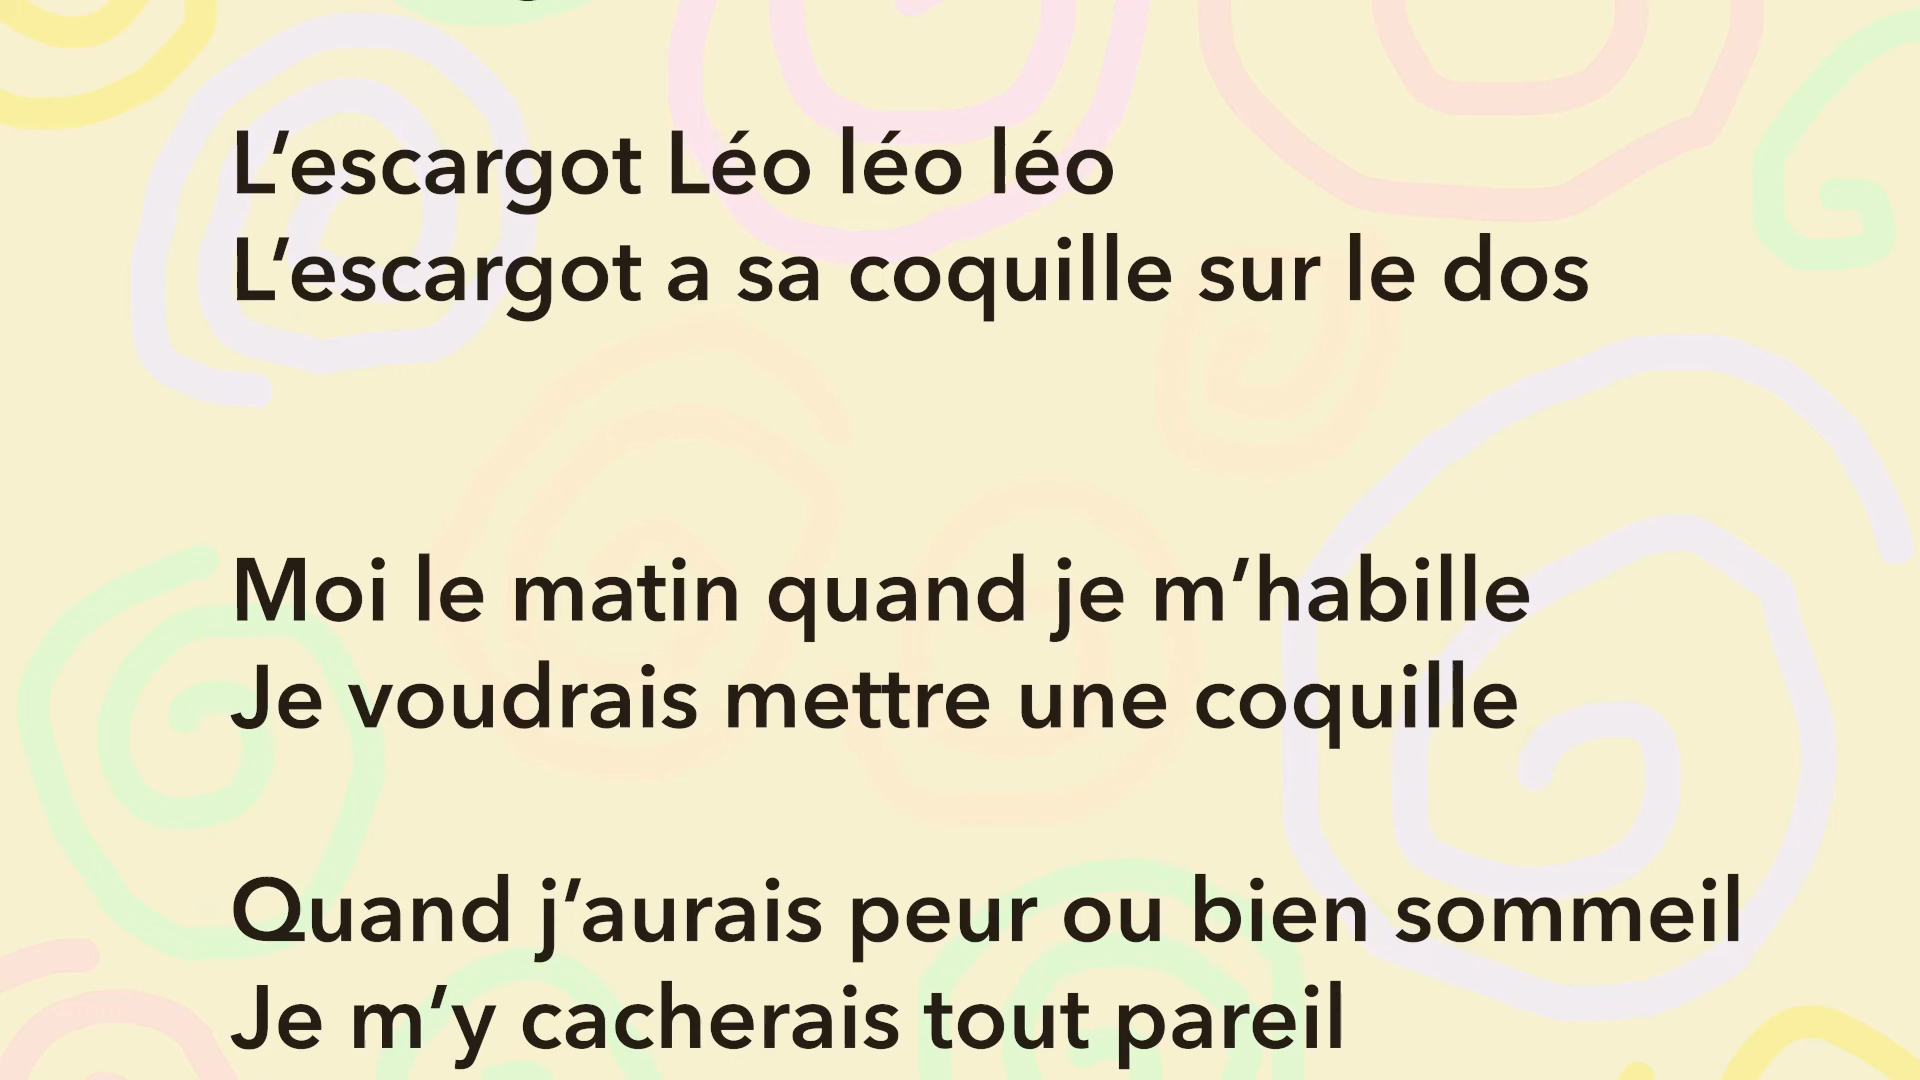 L’escargot Léo léo léo
L’escargot a sa coquille sur le dos
Moi le matin quand je m’habille
Je voudrais mettre une coquille
Quand j’aurais peur ou bien sommeil
Je m’y cacherais tout pareil